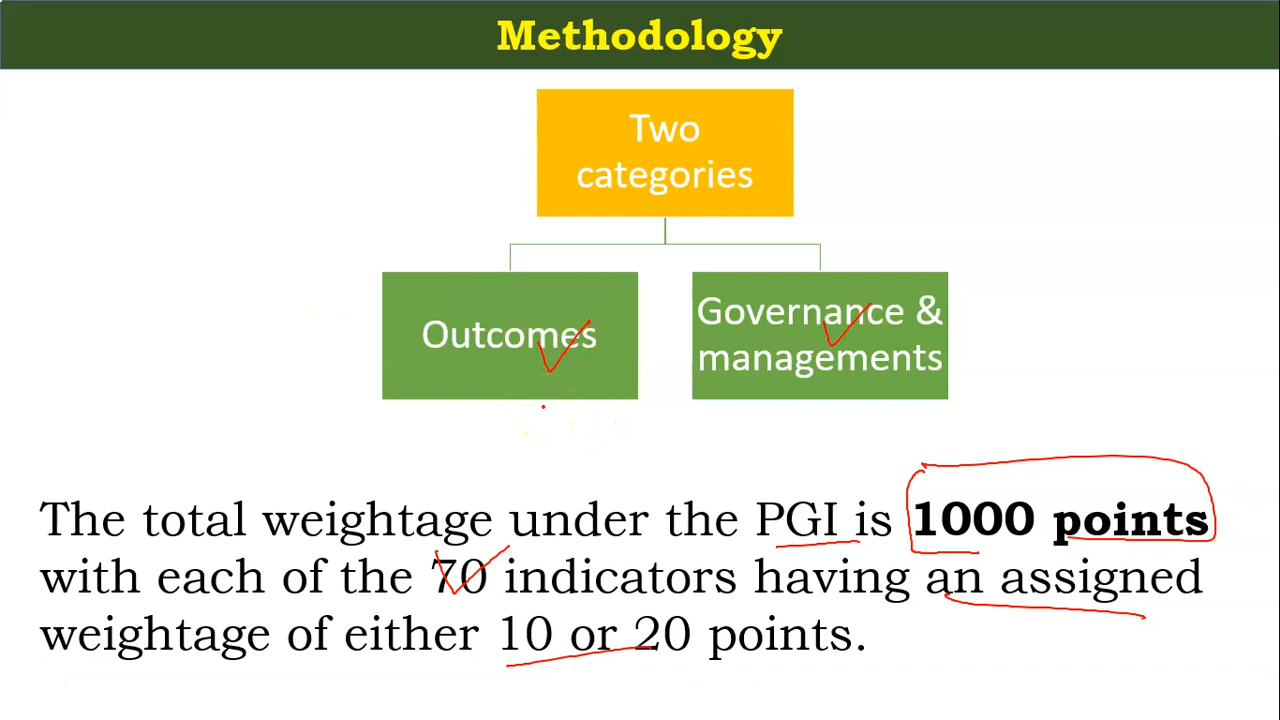 Methodology
Two
categories
Outcomes
Governance &
managements
The total weightage under the PGI is 1000 points
with each of the 70 indicators having an assigned
weightage of either 10 or 20 points.